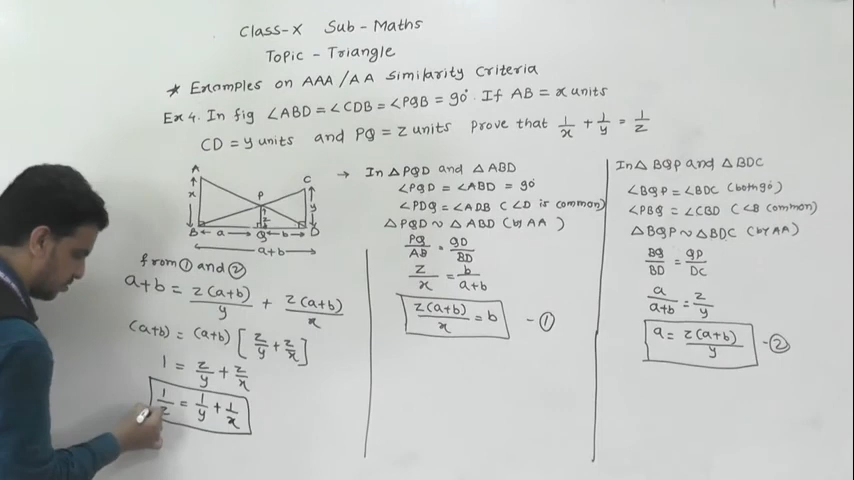 Class-X Sub-Maths
Topic - Triangle
* Examples on AAA/AA similarity criteria
Ex 4. In fig ∠ABD = ∠CDB = ∠PQB = 90°. If AB = x units
CD = y units and PQ = z units prove that 1/x + 1/y = 1/z
A
C
P
x
z
y
B ← a → Q ← b → D
a+b
from ① and ②
a+b = z(a+b)/y + z(a+b)/x
(a+b) = (a+b) [z/y + z/x]
1 = z/y + z/x
1/z = 1/y + 1/x
→ In △PQD and △ABD
∠PQD = ∠ABD = 90
∠PDQ = ∠ADB (∠D is common)
△PQD ~ △ABD (by AA)
PQ/AB = QD/BD
z/x = b/a+b
z(a+b)/x = b - ①
In △ BQP and △ BDC
∠BQP = ∠BDC (both 90°)
∠PBQ = ∠CBD (∠B common)
△BQP ~ △BDC (by AA)
BQ/BD = QP/DC
a/a+b = z/y
a = z(a+b)/y - ②